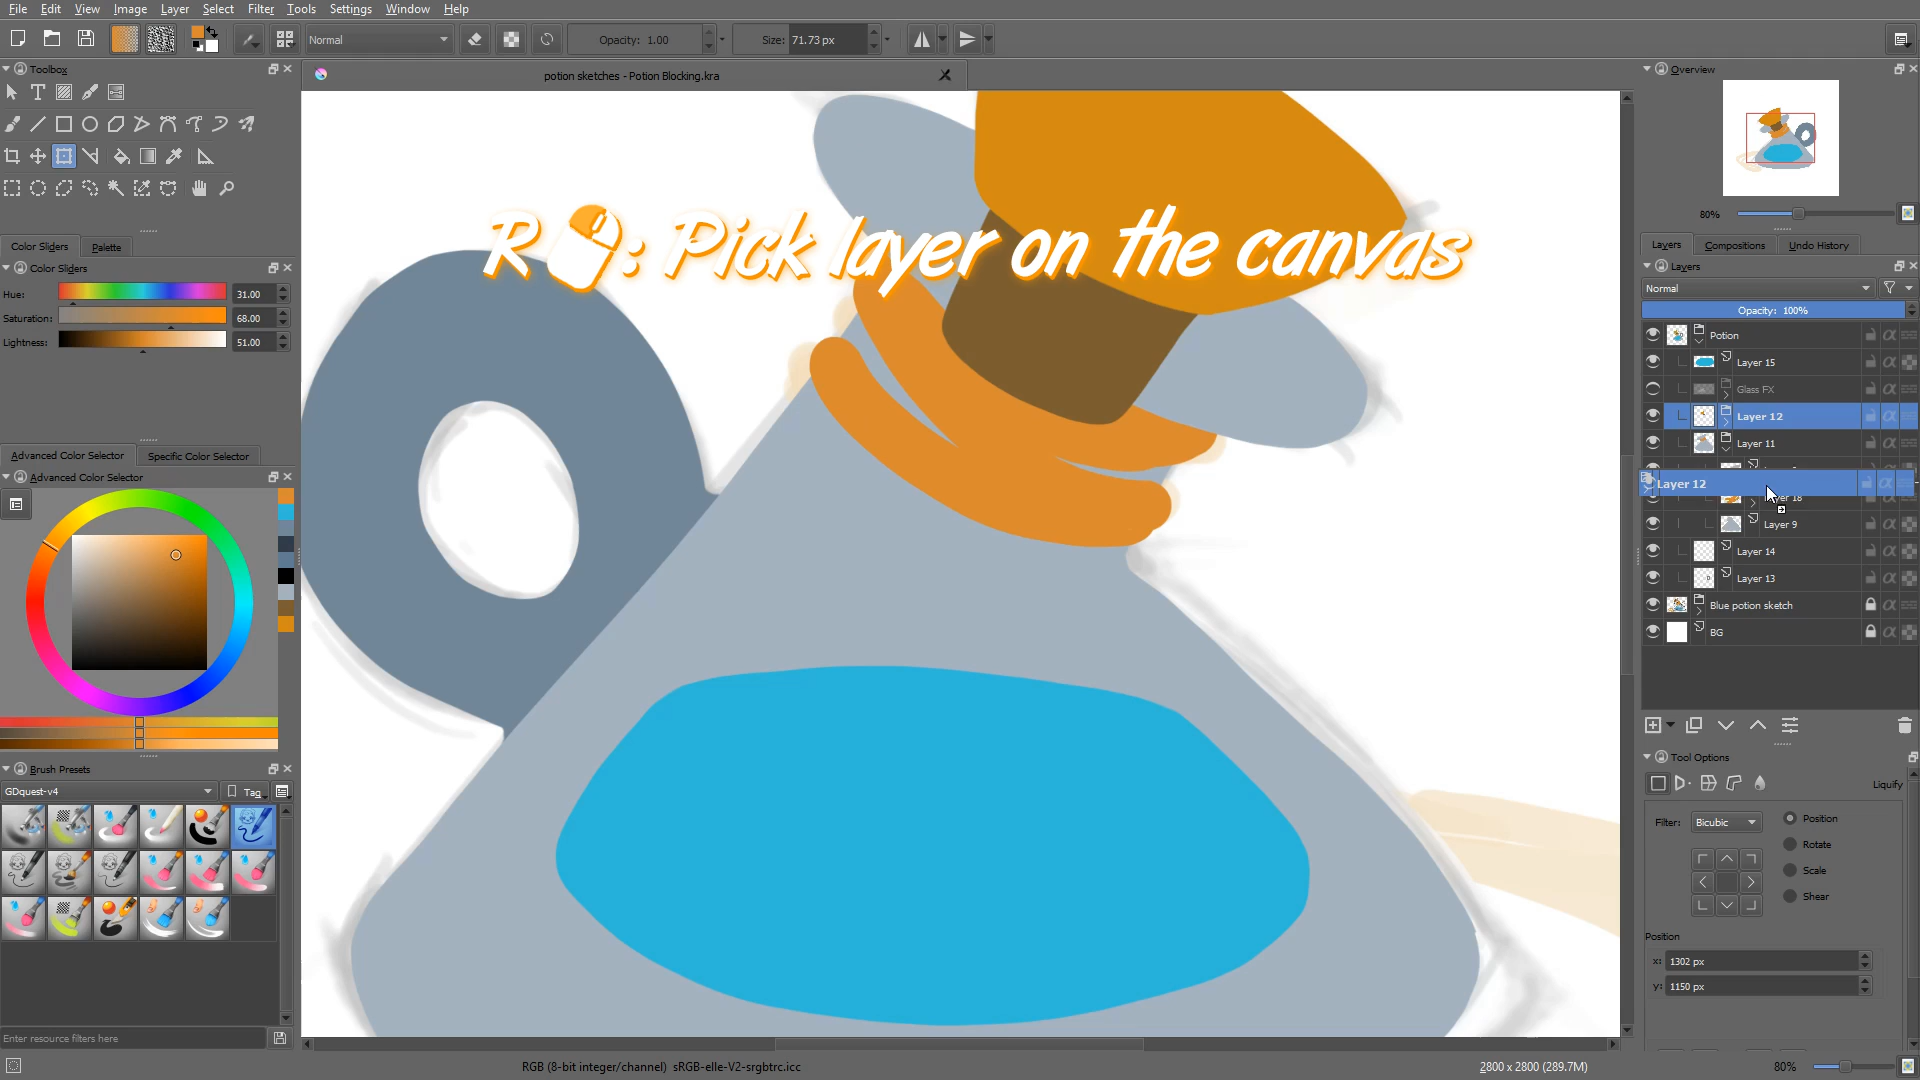 File Edit View Image Layer Select Filter Tools Settings Window Help
Normal
Opacity: 1.00
Size: 71.73 px
Toolbox
potion sketches - Potion Blocking.kra
Color Sliders Palette
Color Sliders
Hue: 31.00
Saturation: 68.00
Lightness: 51.00
Advanced Color Selector Specific Color Selector
Advanced Color Selector
Brush Presets
GDquest-v4
Tag
Enter resource filters here
R : Pick layer on the canvas
Overview
80%
Layers Compositions Undo History
Layers
Normal
Opacity: 100%
Potion
Layer 15
Glass FX
Layer 12
Layer 11
Layer 12
Layer 9
Layer 14
Layer 13
Blue potion sketch
BG
Tool Options
Liquify
Filter: Bicubic
Position
Rotate
Scale
Shear
Position
x: 1302 px
y: 1150 px
RGB (8-bit integer/channel) sRGB-elle-V2-srgbtrc.icc
2800 x 2800 (289.7M)
80%